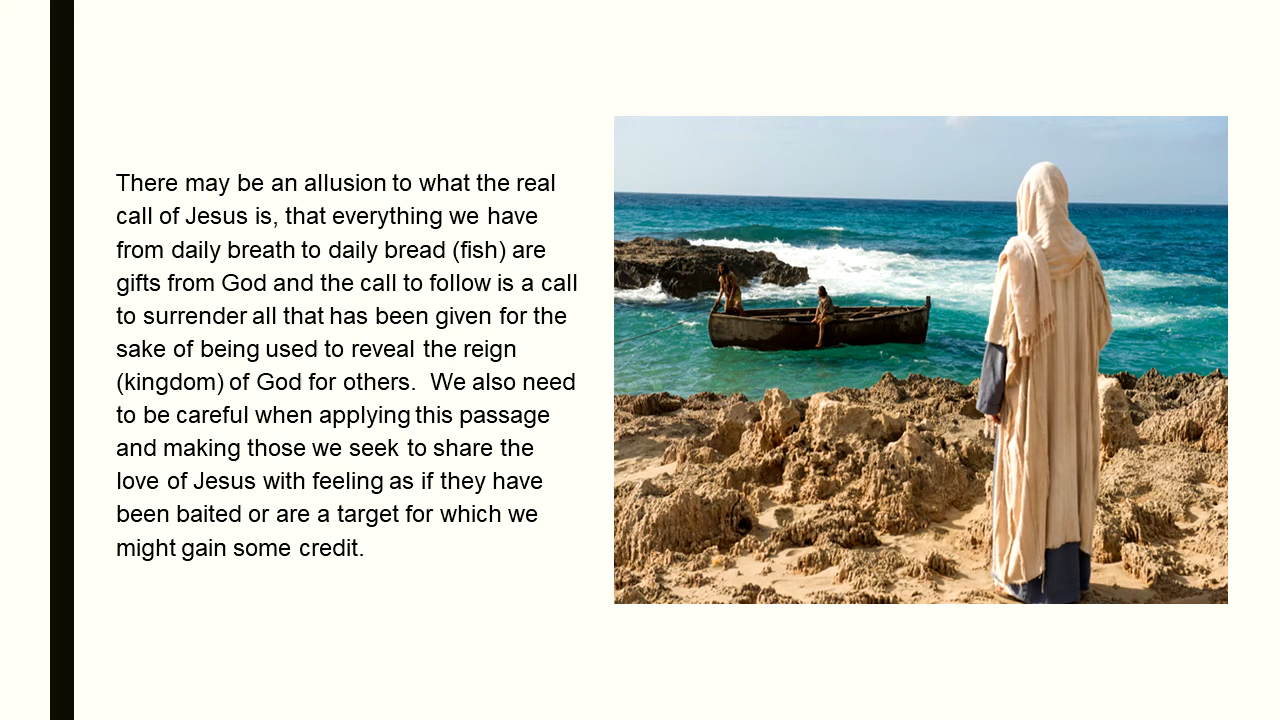 There may be an allusion to what the real
call of Jesus is, that everything we have
from daily breath to daily bread (fish) are
gifts from God and the call to follow is a call
to surrender all that has been given for the
sake of being used to reveal the reign
(kingdom) of God for others.  We also need
to be careful when applying this passage
and making those we seek to share the
love of Jesus with feeling as if they have
been baited or are a target for which we
might gain some credit.